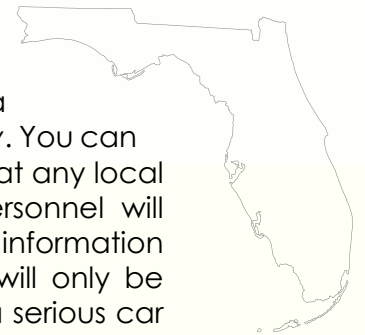 . You can
at any local
ersonnel will
information
will only be
serious car